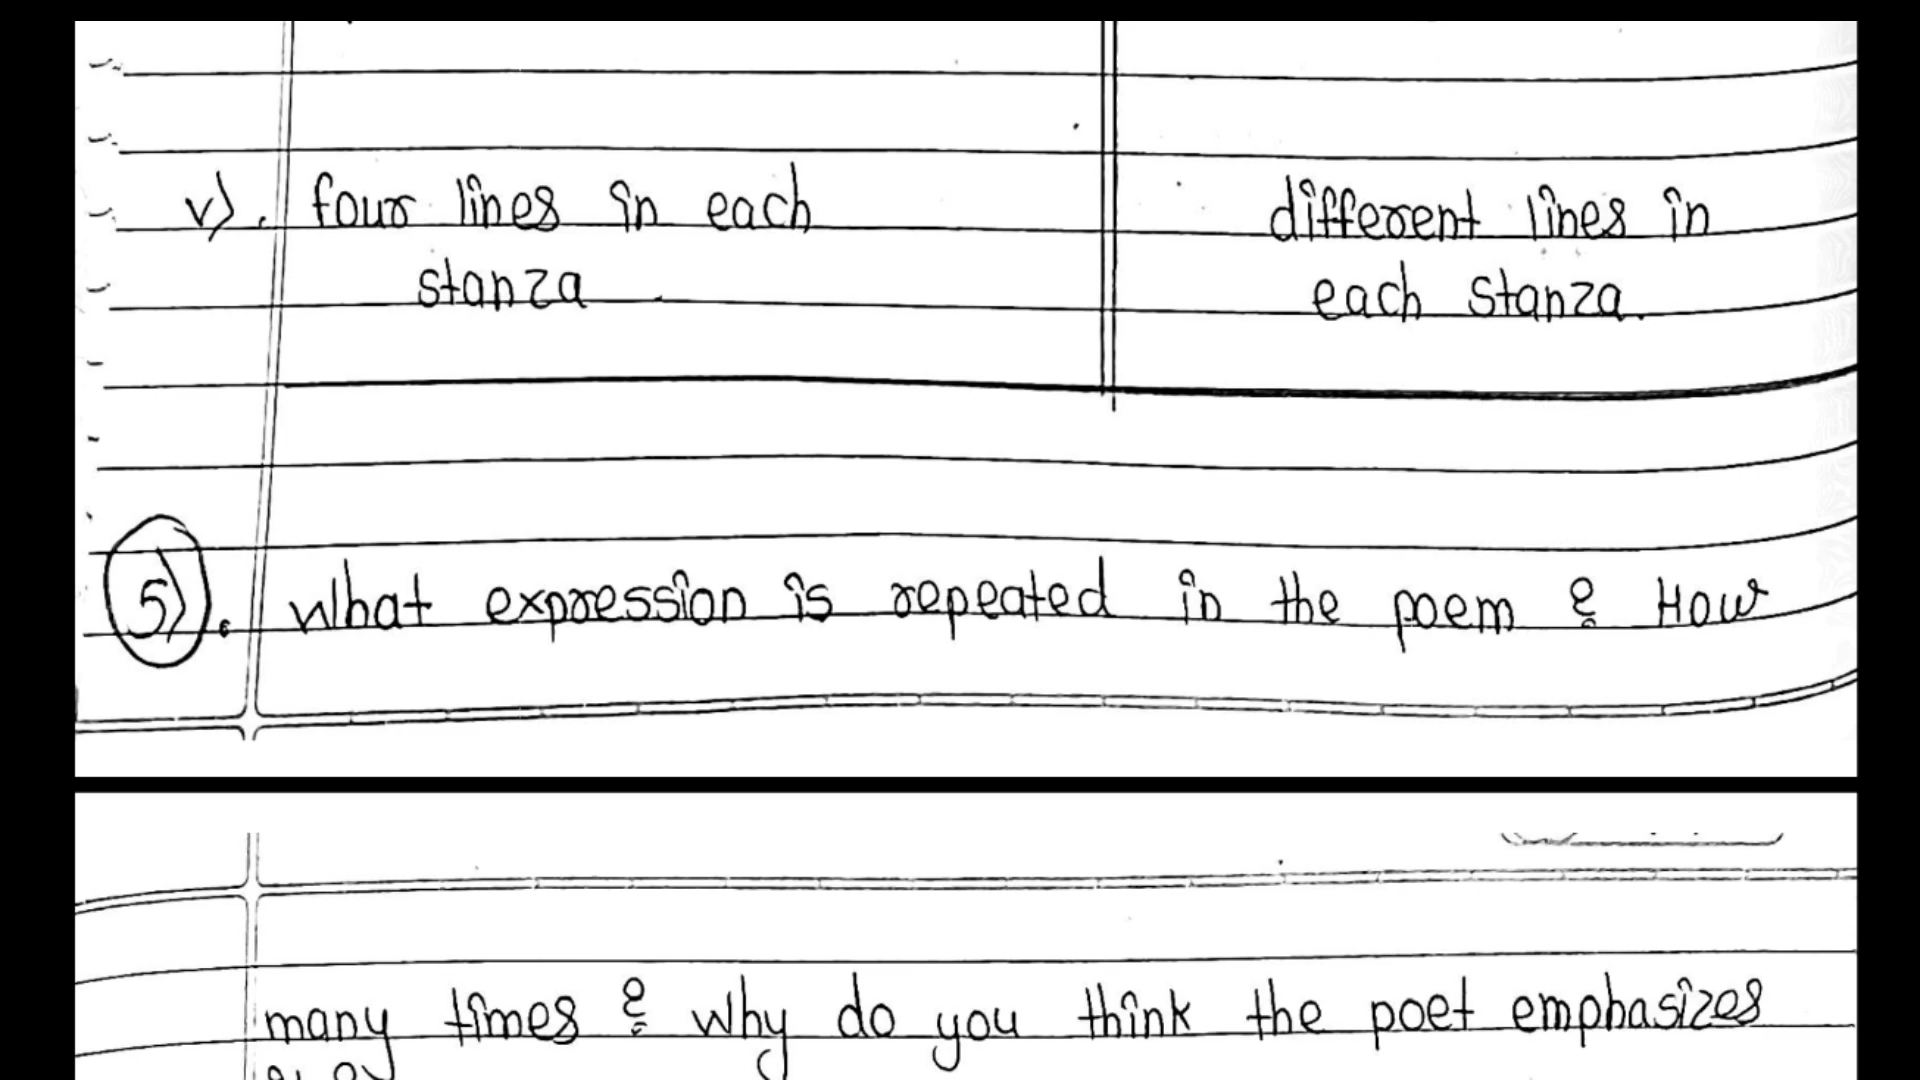 v). four lines in each different lines in
stanza each stanza.
5). What expression is repeated in the poem ? How
many times ? why do you think the poet emphasizes